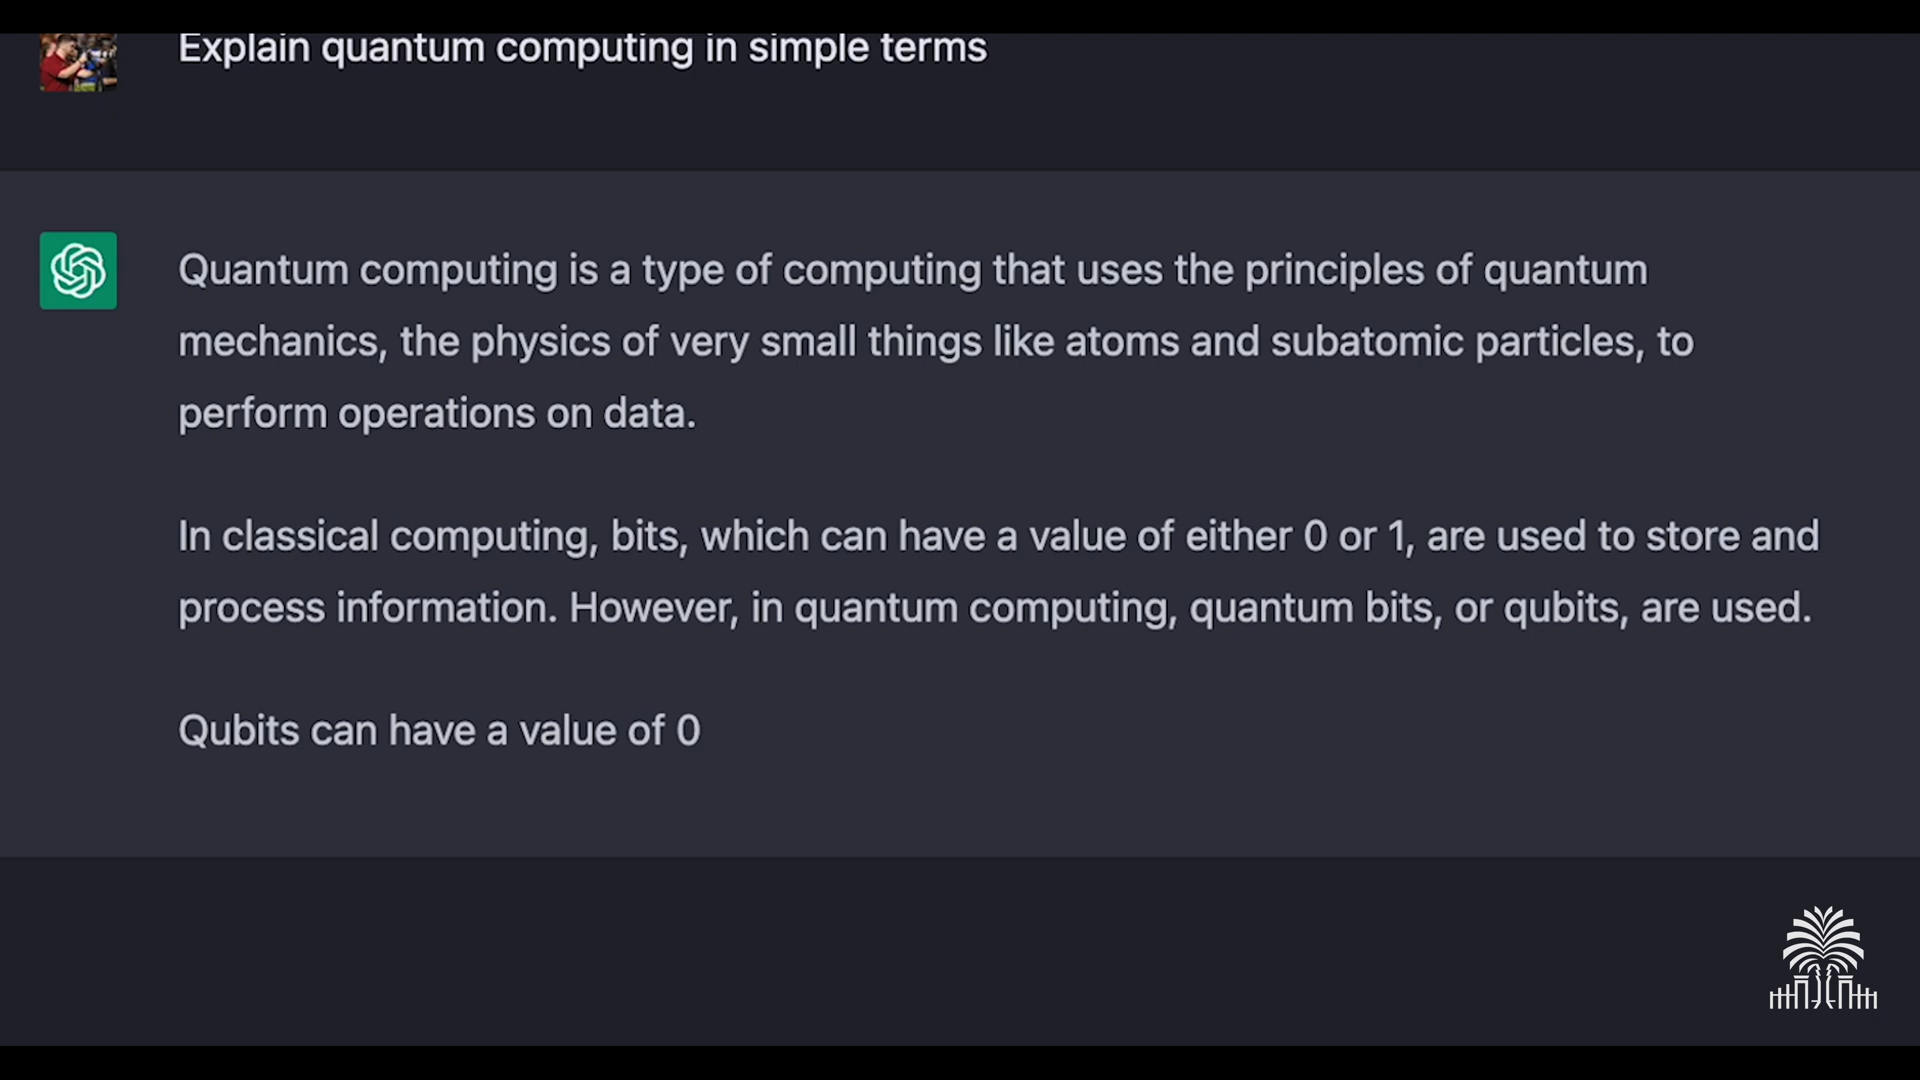 Explain quantum computing in simple terms
Quantum computing is a type of computing that uses the principles of quantum
mechanics, the physics of very small things like atoms and subatomic particles, to
perform operations on data.
In classical computing, bits, which can have a value of either 0 or 1, are used to store and
process information. However, in quantum computing, quantum bits, or qubits, are used.
Qubits can have a value of 0